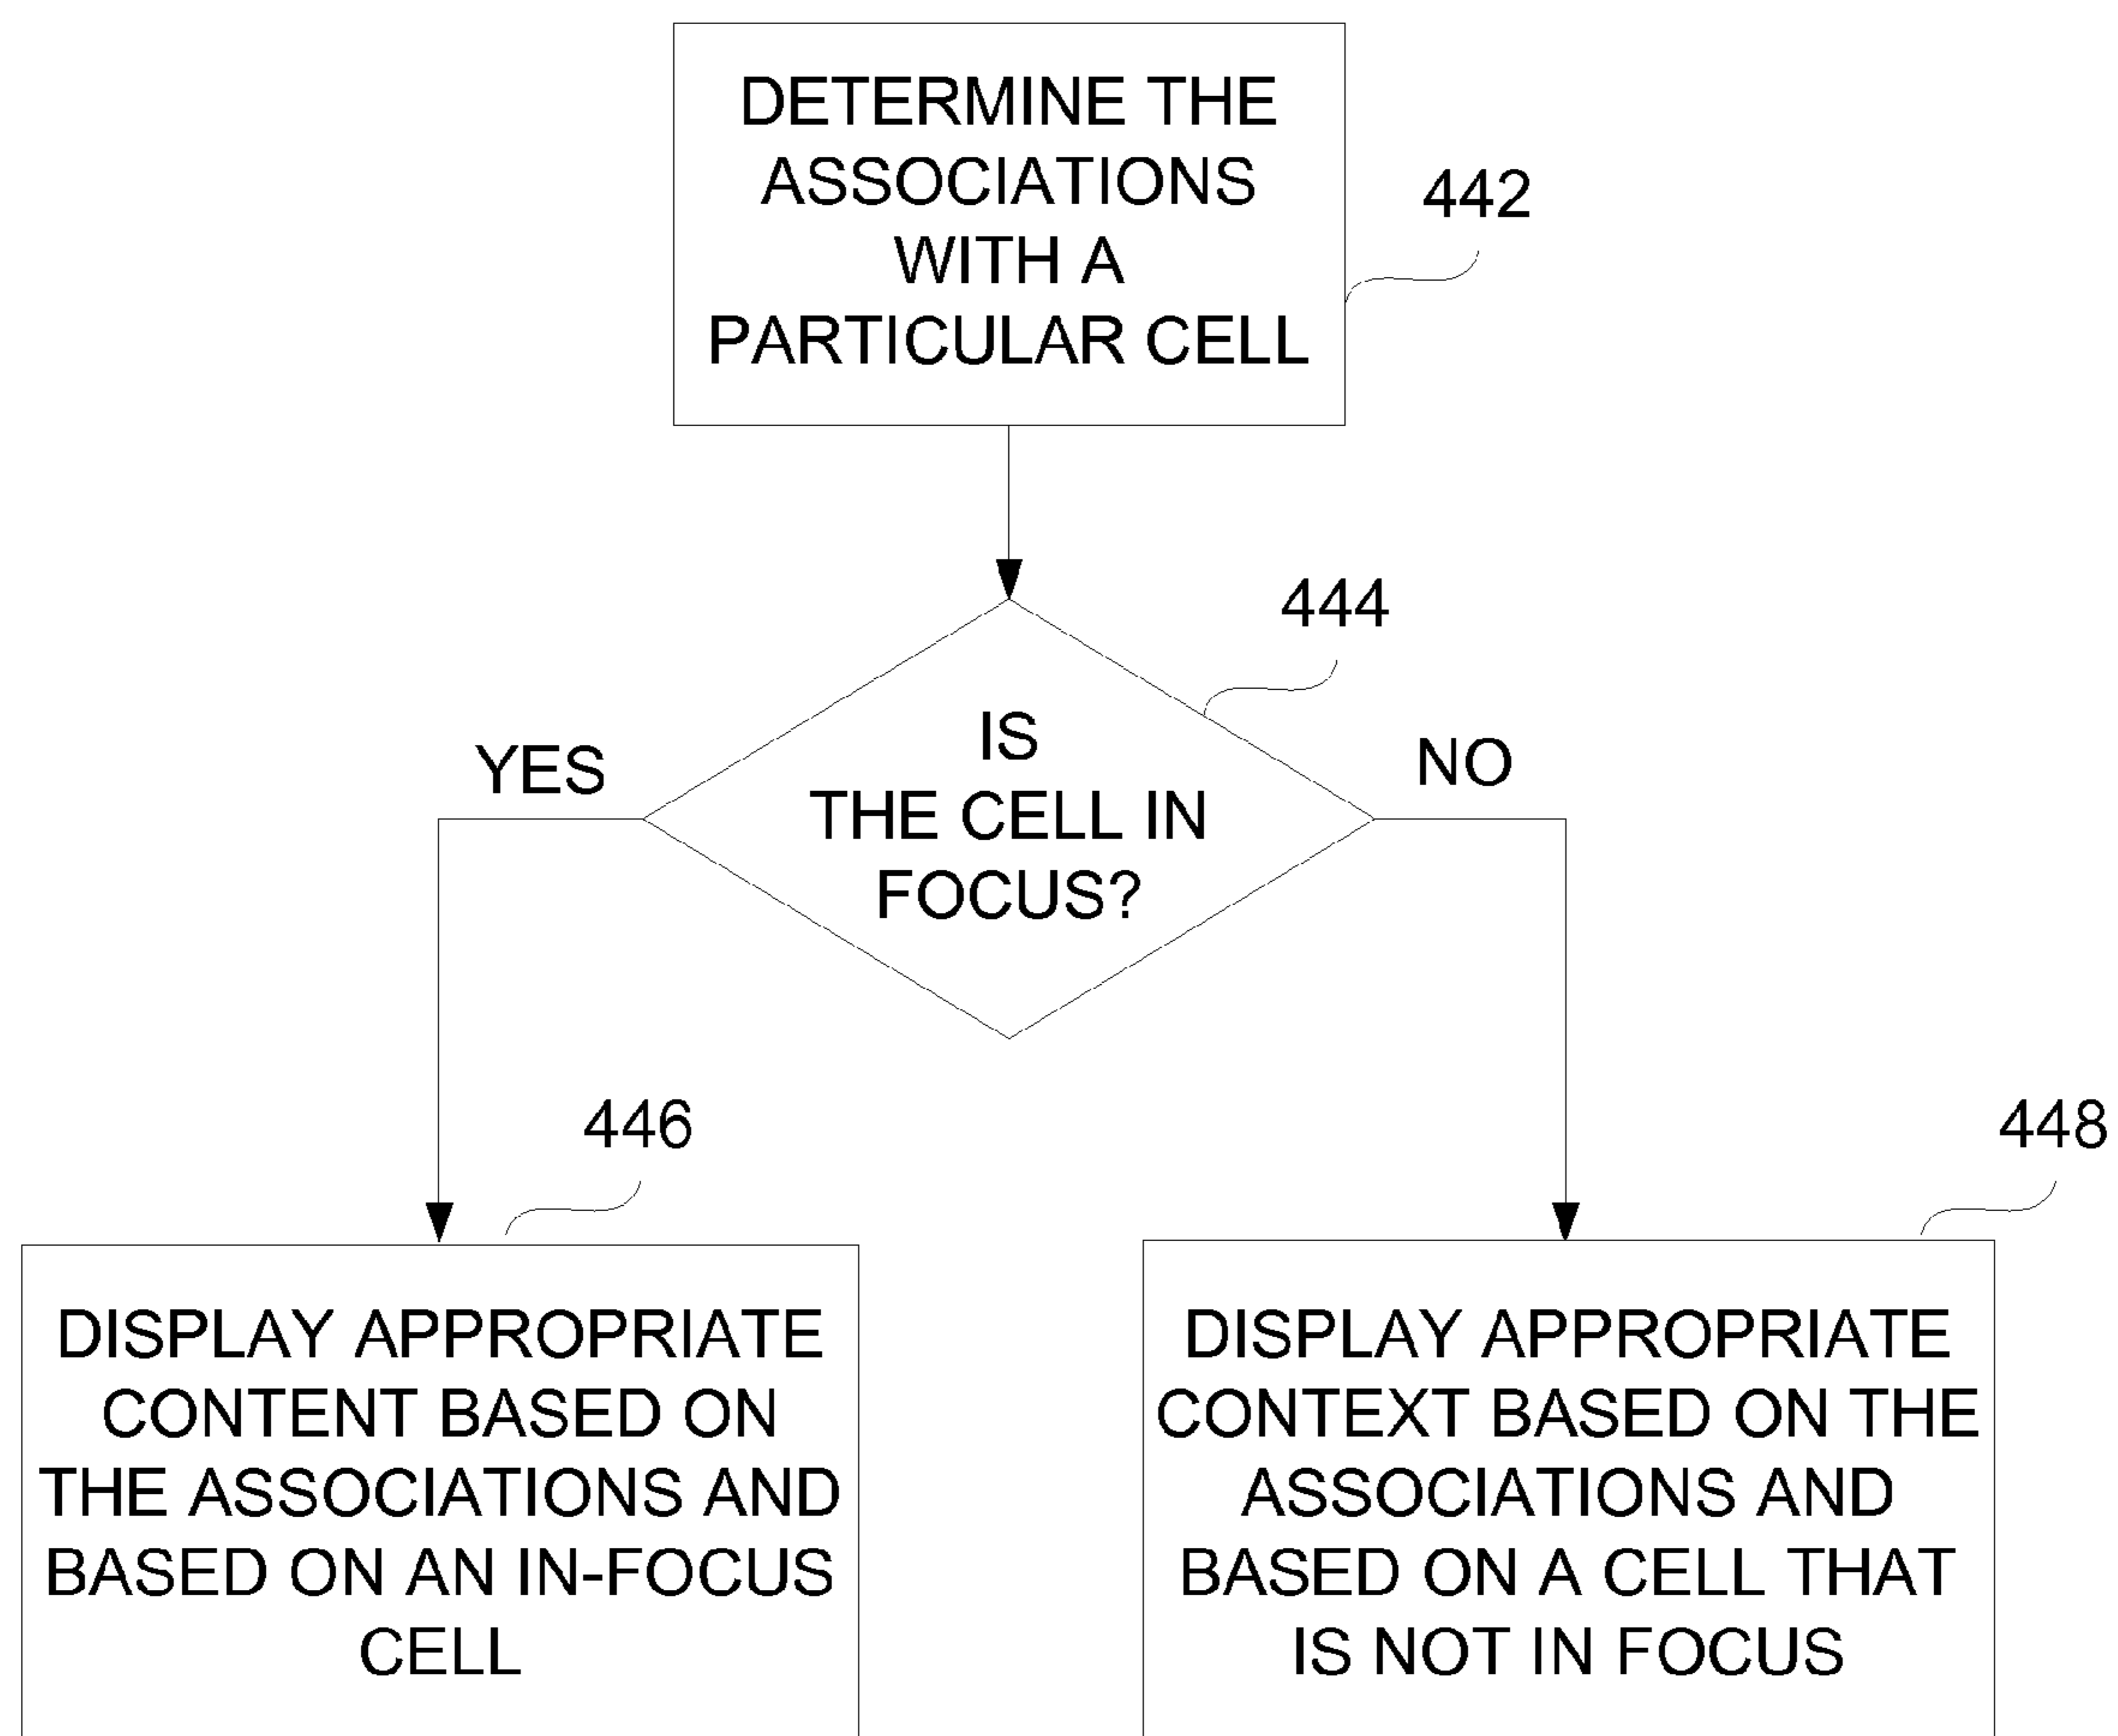 DETERMINE THE
ASSOCIATIONS
WITH A
PARTICULAR CELL
442
444
IS
THE CELL IN
FOCUS?
YES
NO
446
448
DISPLAY APPROPRIATE
CONTENT BASED ON
THE ASSOCIATIONS AND
BASED ON AN IN-FOCUS
CELL
DISPLAY APPROPRIATE
CONTEXT BASED ON THE
ASSOCIATIONS AND
BASED ON A CELL THAT
IS NOT IN FOCUS